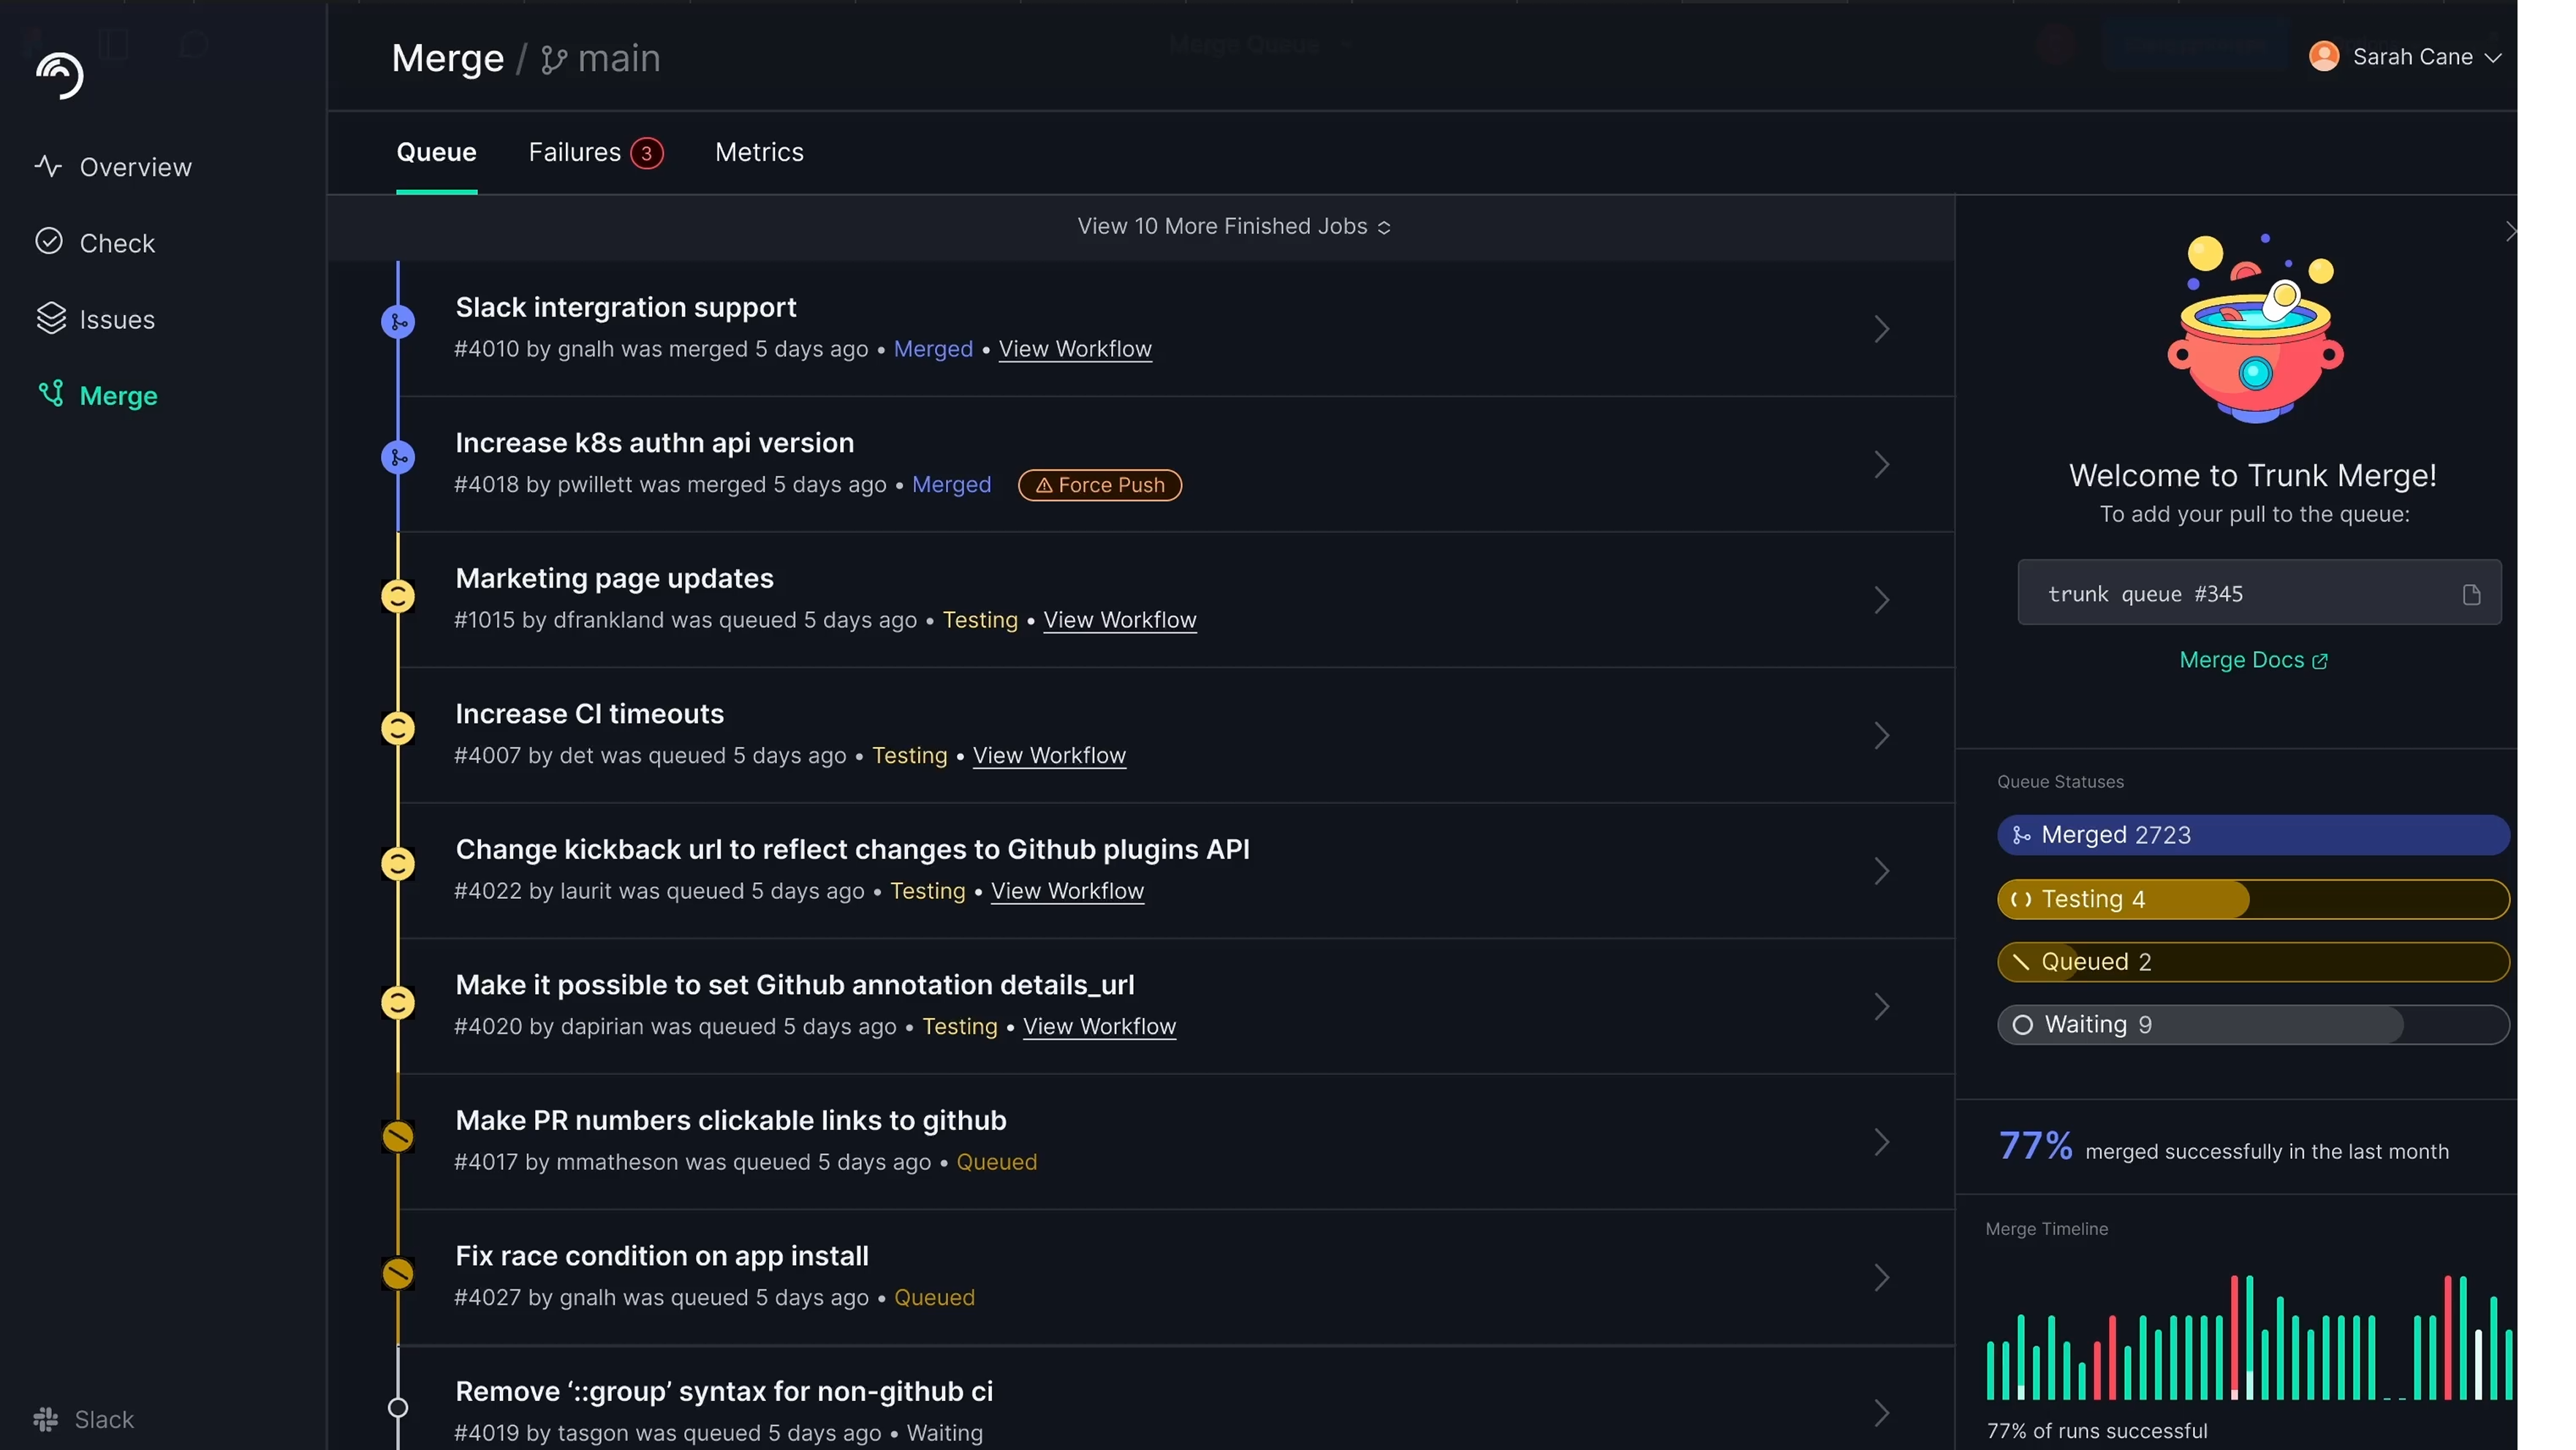 Merge / main
Sarah Cane
Overview
Check
Issues
Merge
Slack
Queue Failures 3 Metrics
View 10 More Finished Jobs
Slack intergration support
#4010 by gnalh was merged 5 days ago • Merged • View Workflow
Increase k8s authn api version
#4018 by pwillett was merged 5 days ago • Merged Force Push
Marketing page updates
#1015 by dfrankland was queued 5 days ago • Testing • View Workflow
Increase CI timeouts
#4007 by det was queued 5 days ago • Testing • View Workflow
Change kickback url to reflect changes to Github plugins API
#4022 by laurit was queued 5 days ago • Testing • View Workflow
Make it possible to set Github annotation details_url
#4020 by dapirian was queued 5 days ago • Testing • View Workflow
Make PR numbers clickable links to github
#4017 by mmatheson was queued 5 days ago • Queued
Fix race condition on app install
#4027 by gnalh was queued 5 days ago • Queued
Remove ‘::group’ syntax for non-github ci
#4019 by tasgon was queued 5 days ago • Waiting
Welcome to Trunk Merge!
To add your pull to the queue:
trunk queue #345
Merge Docs
Queue Statuses
Merged 2723
Testing 4
Queued 2
Waiting 9
77% merged successfully in the last month
Merge Timeline
77% of runs successful